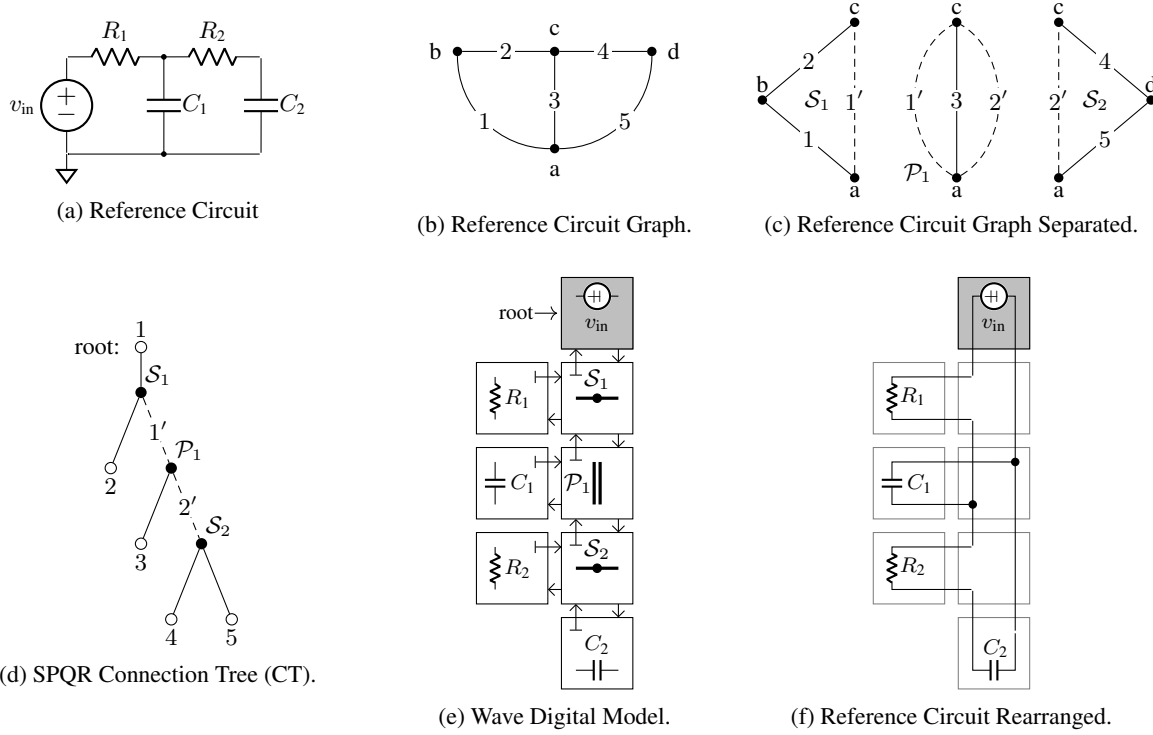 R₁ R₂
v_in + − C₁ C₂
(a) Reference Circuit
c
b 2 4 d
3
1 5
a
(b) Reference Circuit Graph.
c c c
2 4
b 𝒮₁ 1′ 1′ 3 2′ 2′ 𝒮₂ d
1 5
𝒫₁
a a a
(c) Reference Circuit Graph Separated.
1
root:
𝒮₁
1′
𝒫₁
2
2′
𝒮₂
3
4 5
(d) SPQR Connection Tree (CT).
root→ v_in
𝒮₁
R₁
C₁ 𝒫₁
𝒮₂
R₂
C₂
(e) Wave Digital Model.
v_in
R₁
C₁
R₂
C₂
(f) Reference Circuit Rearranged.